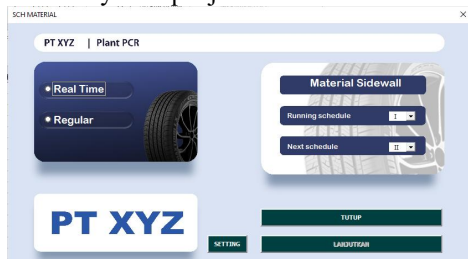 SCH MATERIAL
PT XYZ | Plant PCR
Real Time
Regular
Material Sidewall
Running schedule I
Next schedule II
PT XYZ
TUTUP
SETTING
LANJUTKAN